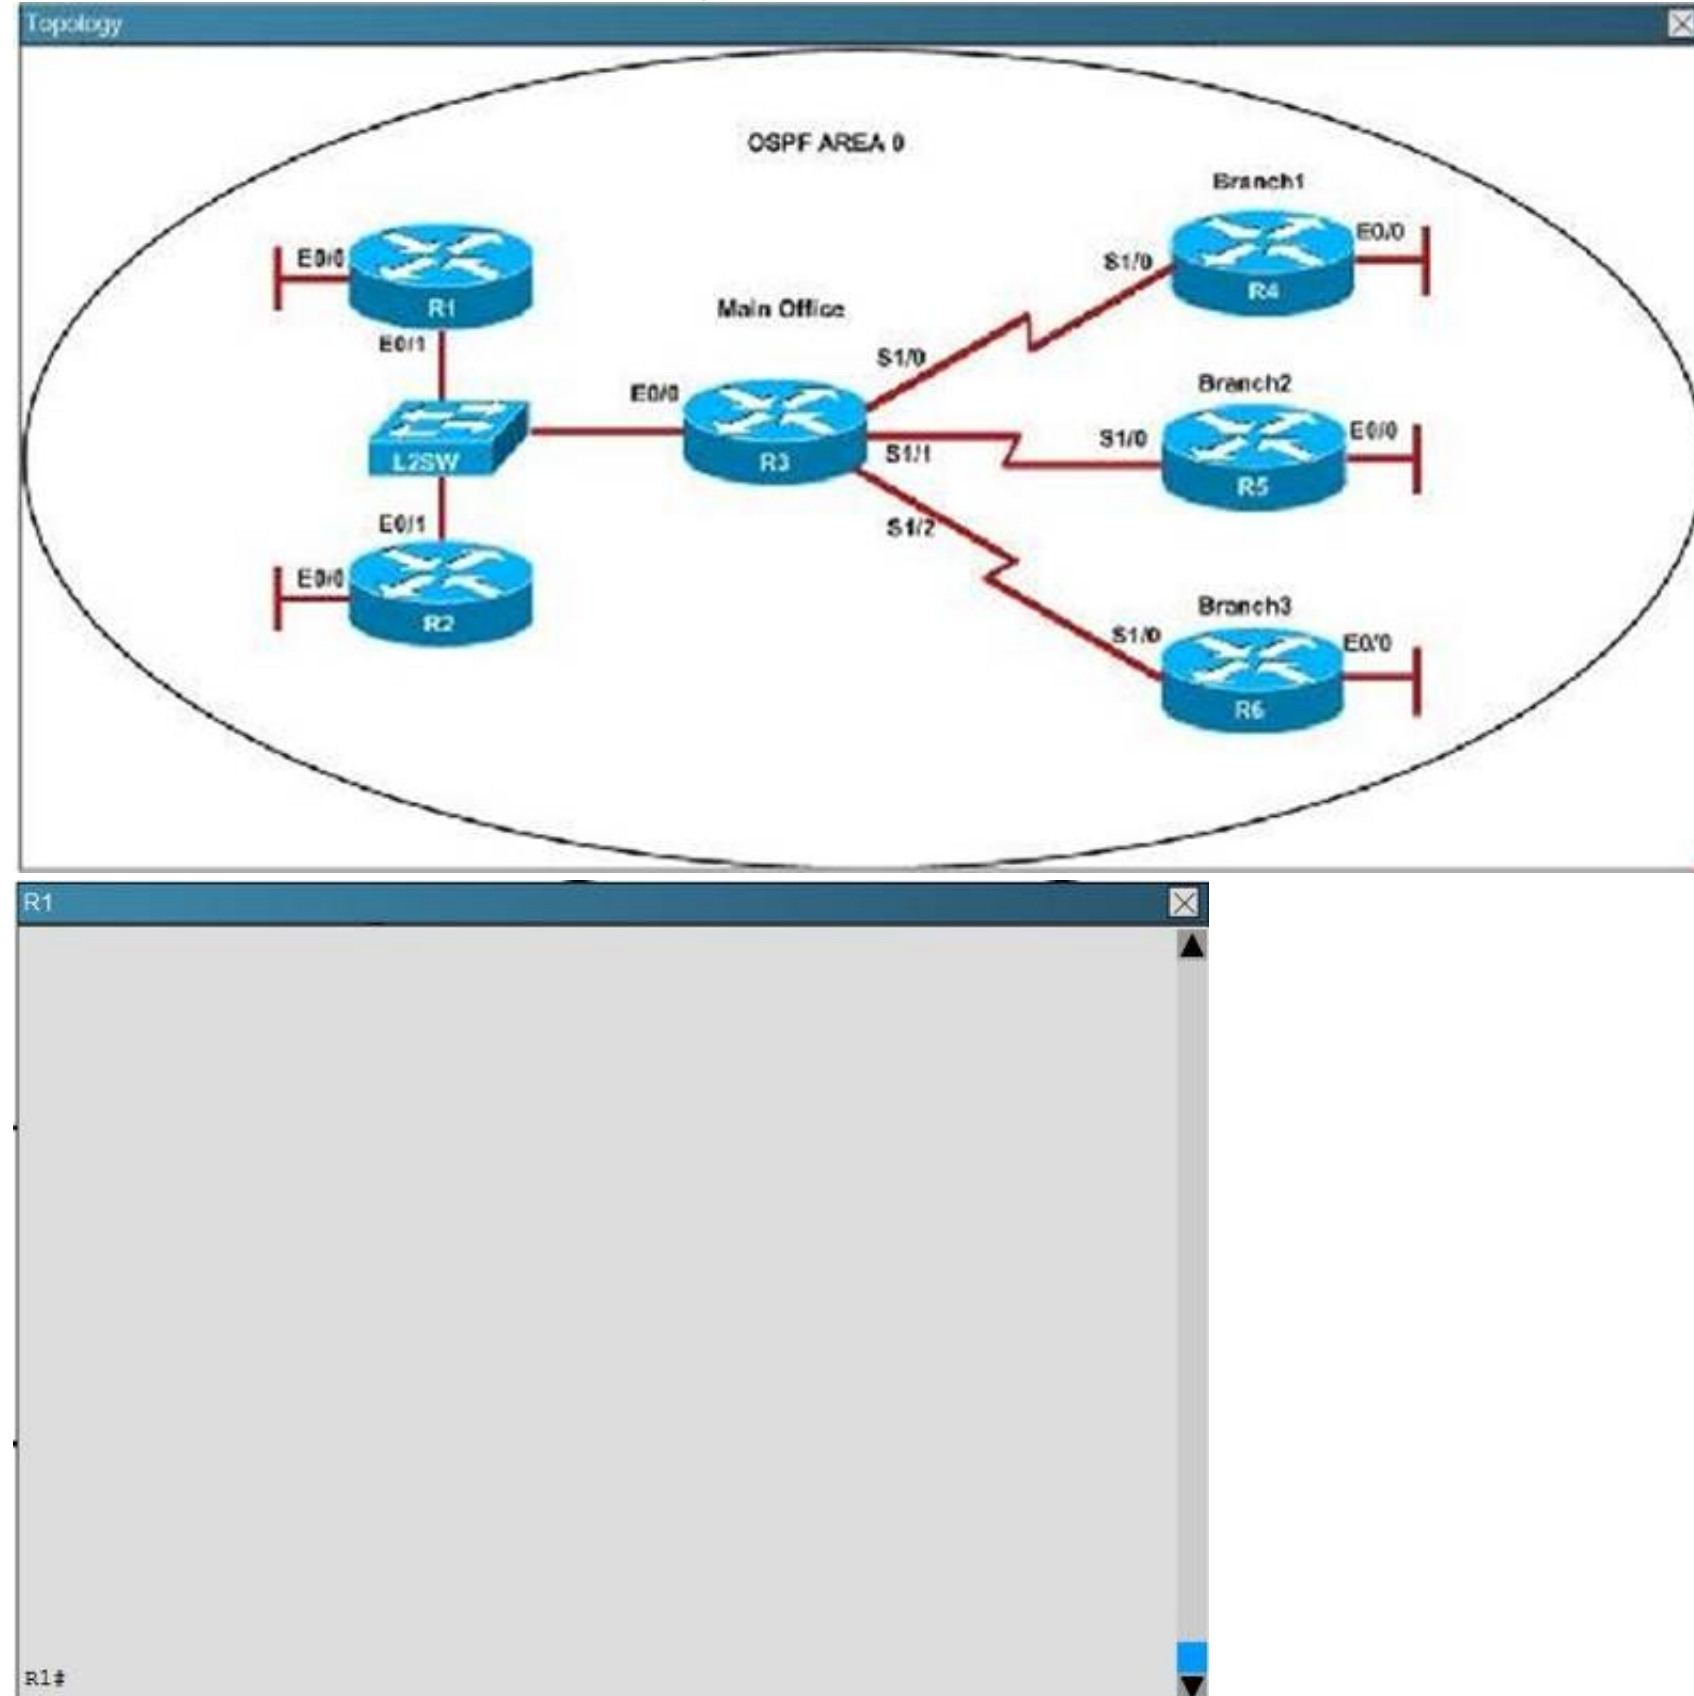 Topology
OSPF AREA 0
Branch1
E0/0
E0/0
S1/0
R1
R4
Main Office
E0/1
S1/0
Branch2
E0/0
E0/0
S1/0
L2SW
R3
S1/1
R5
E0/1
S1/2
E0/0
Branch3
R2
S1/0
E0/0
R6
R1
R1#